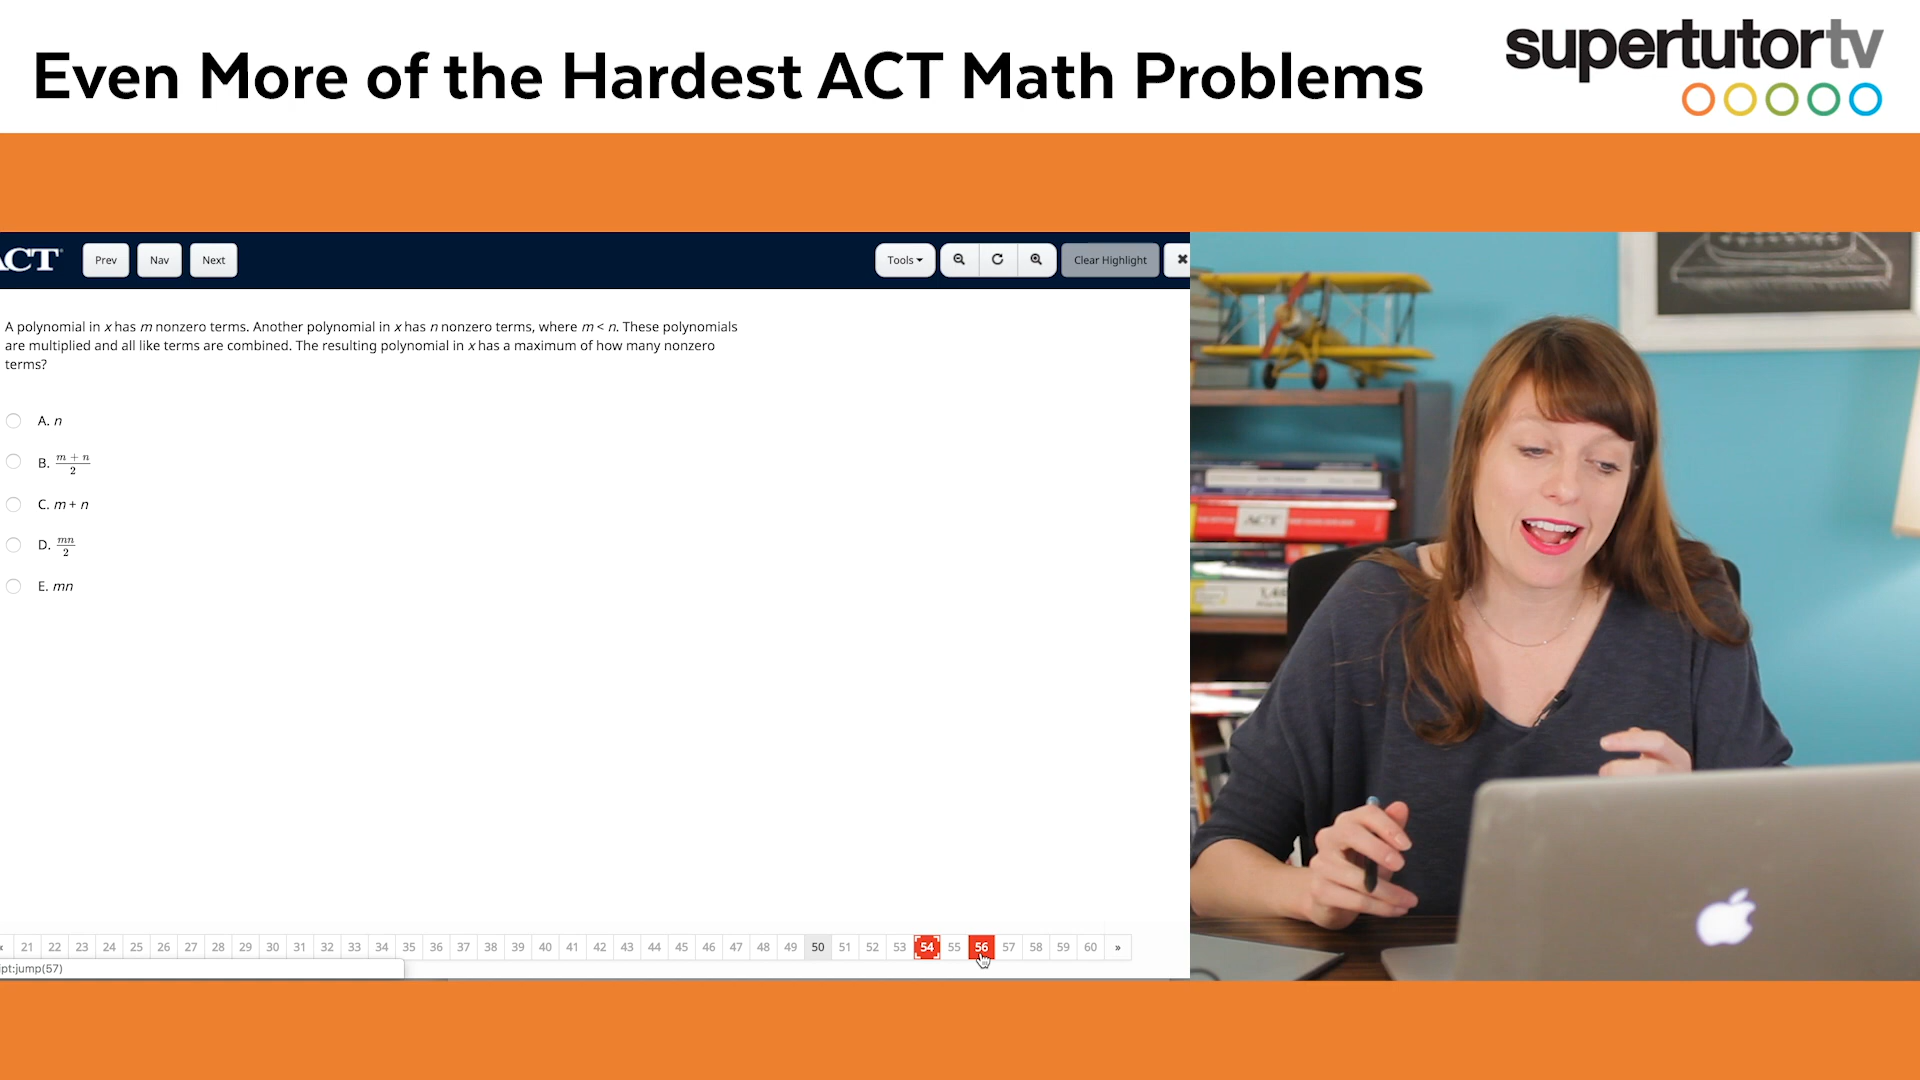 Even More of the Hardest ACT Math Problems
supertutortv
ACT
Prev
Nav
Next
Tools
Clear Highlight
A polynomial in x has m nonzero terms. Another polynomial in x has n nonzero terms, where m < n. These polynomials
are multiplied and all like terms are combined. The resulting polynomial in x has a maximum of how many nonzero
terms?
A. n
B. m + n / 2
C. m + n
D. mn / 2
E. mn
21 22 23 24 25 26 27 28 29 30 31 32 33 34 35 36 37 38 39 40 41 42 43 44 45 46 47 48 49 50 51 52 53 54 55 56 57 58 59 60 »
ipt:jump(57)
ACT